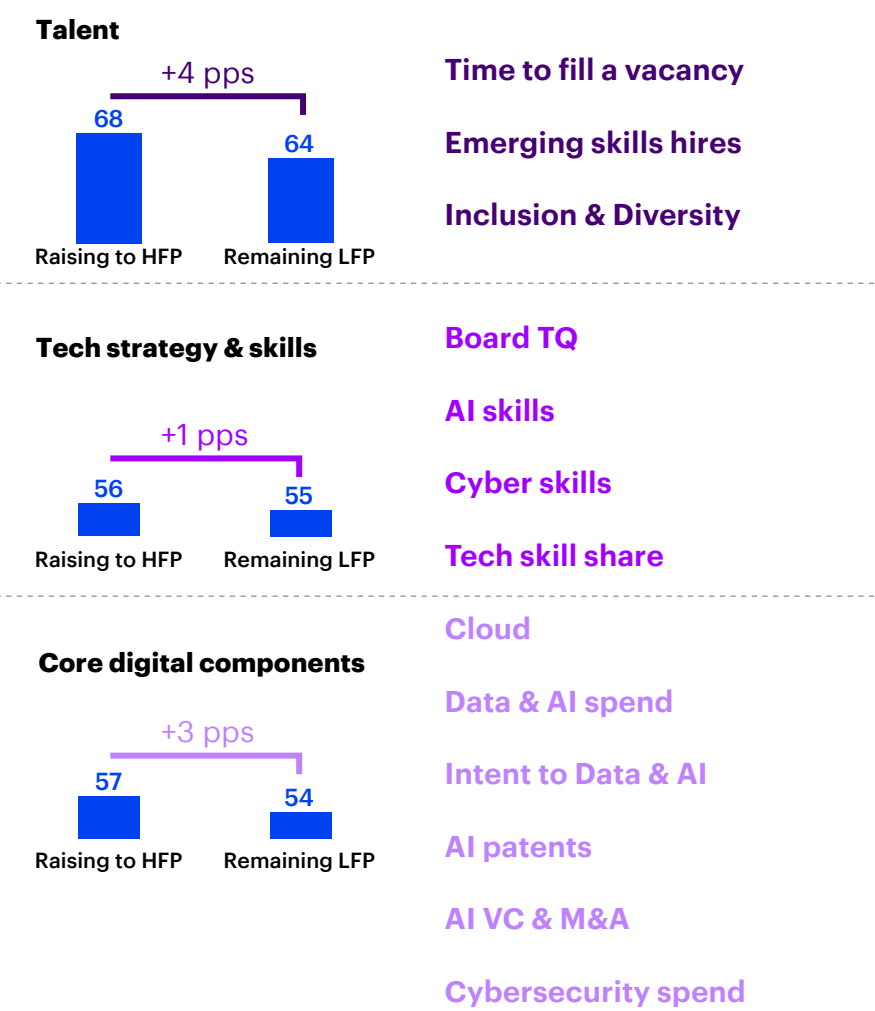 Talent
+4 pps
68
64
Raising to HFP
Remaining LFP
Time to fill a vacancy
Emerging skills hires
Inclusion & Diversity
Tech strategy & skills
+1 pps
56
55
Raising to HFP
Remaining LFP
Board TQ
AI skills
Cyber skills
Tech skill share
Core digital components
+3 pps
57
54
Raising to HFP
Remaining LFP
Cloud
Data & AI spend
Intent to Data & AI
AI patents
AI VC & M&A
Cybersecurity spend